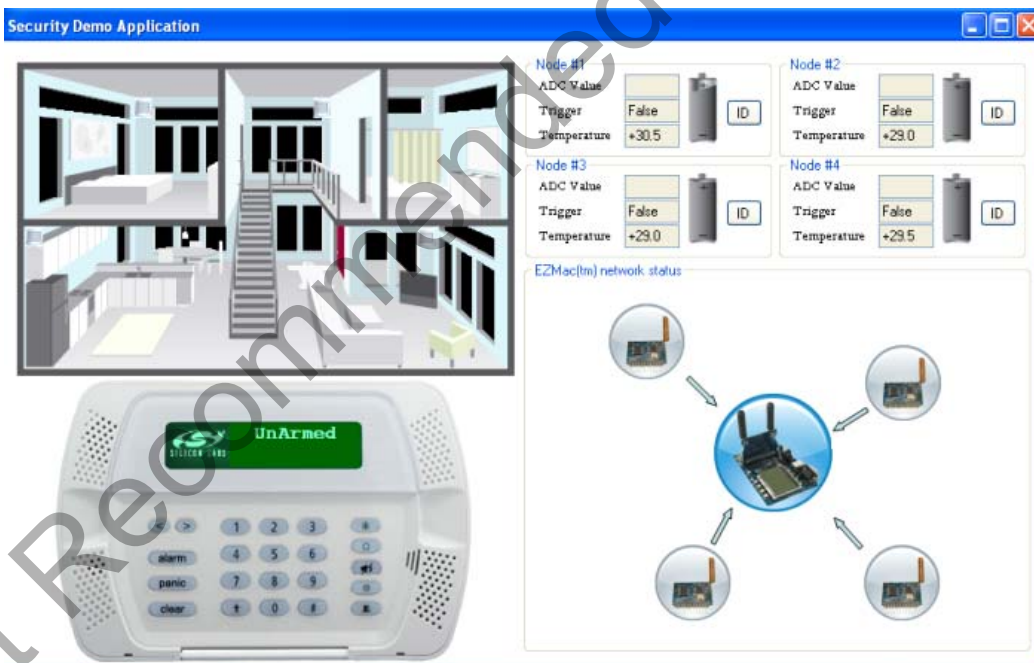 Security Demo Application
Node #1
ADC Value
Trigger False
Temperature +30.5
ID
Node #2
ADC Value
Trigger False
Temperature +29.0
ID
Node #3
ADC Value
Trigger False
Temperature +29.0
ID
Node #4
ADC Value
Trigger False
Temperature +29.5
ID
EZMac(tm) network status
SILICON LABS
UnArmed
< > 1 2 3
alarm 4 5 6
panic 7 8 9
clear * 0 #
Recommended